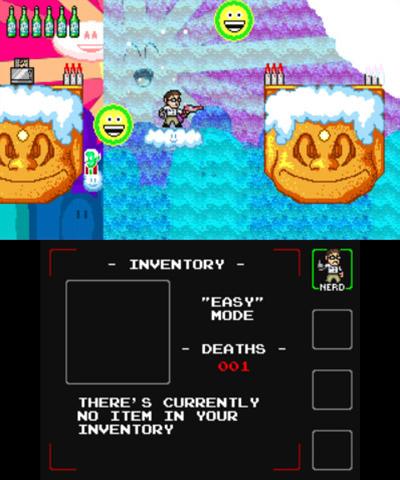 - INVENTORY -
"EASY"
MODE
- DEATHS -
001
THERE'S CURRENTLY
NO ITEM IN YOUR
INVENTORY
NERD